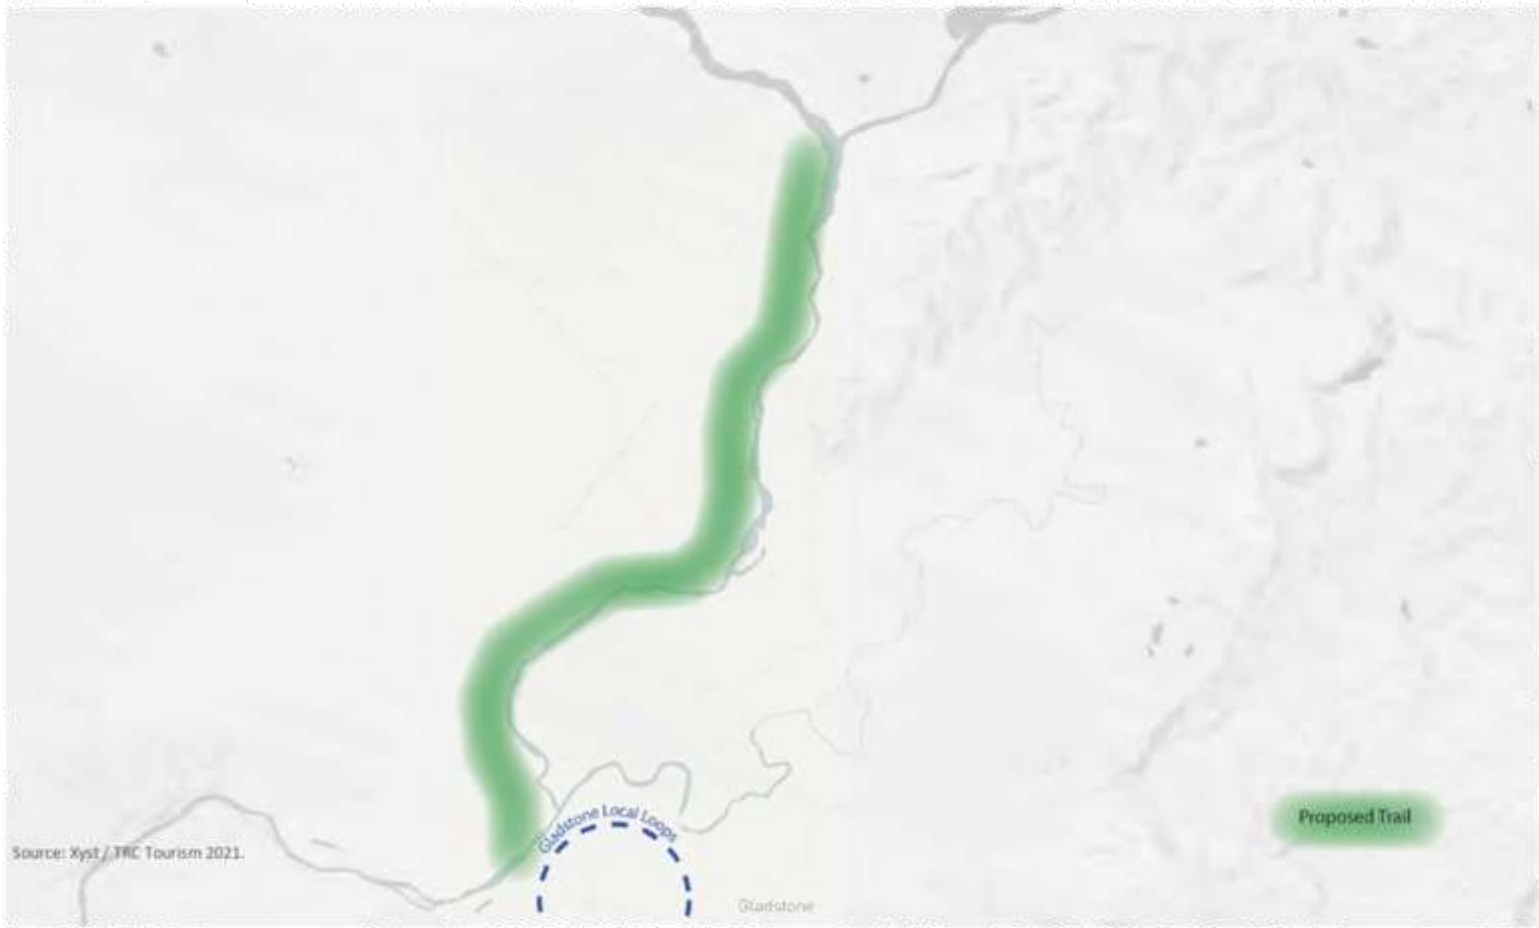 Gladstone Local Loops
Proposed Trail
Source: Xyst / TRC Tourism 2021.
Gladstone